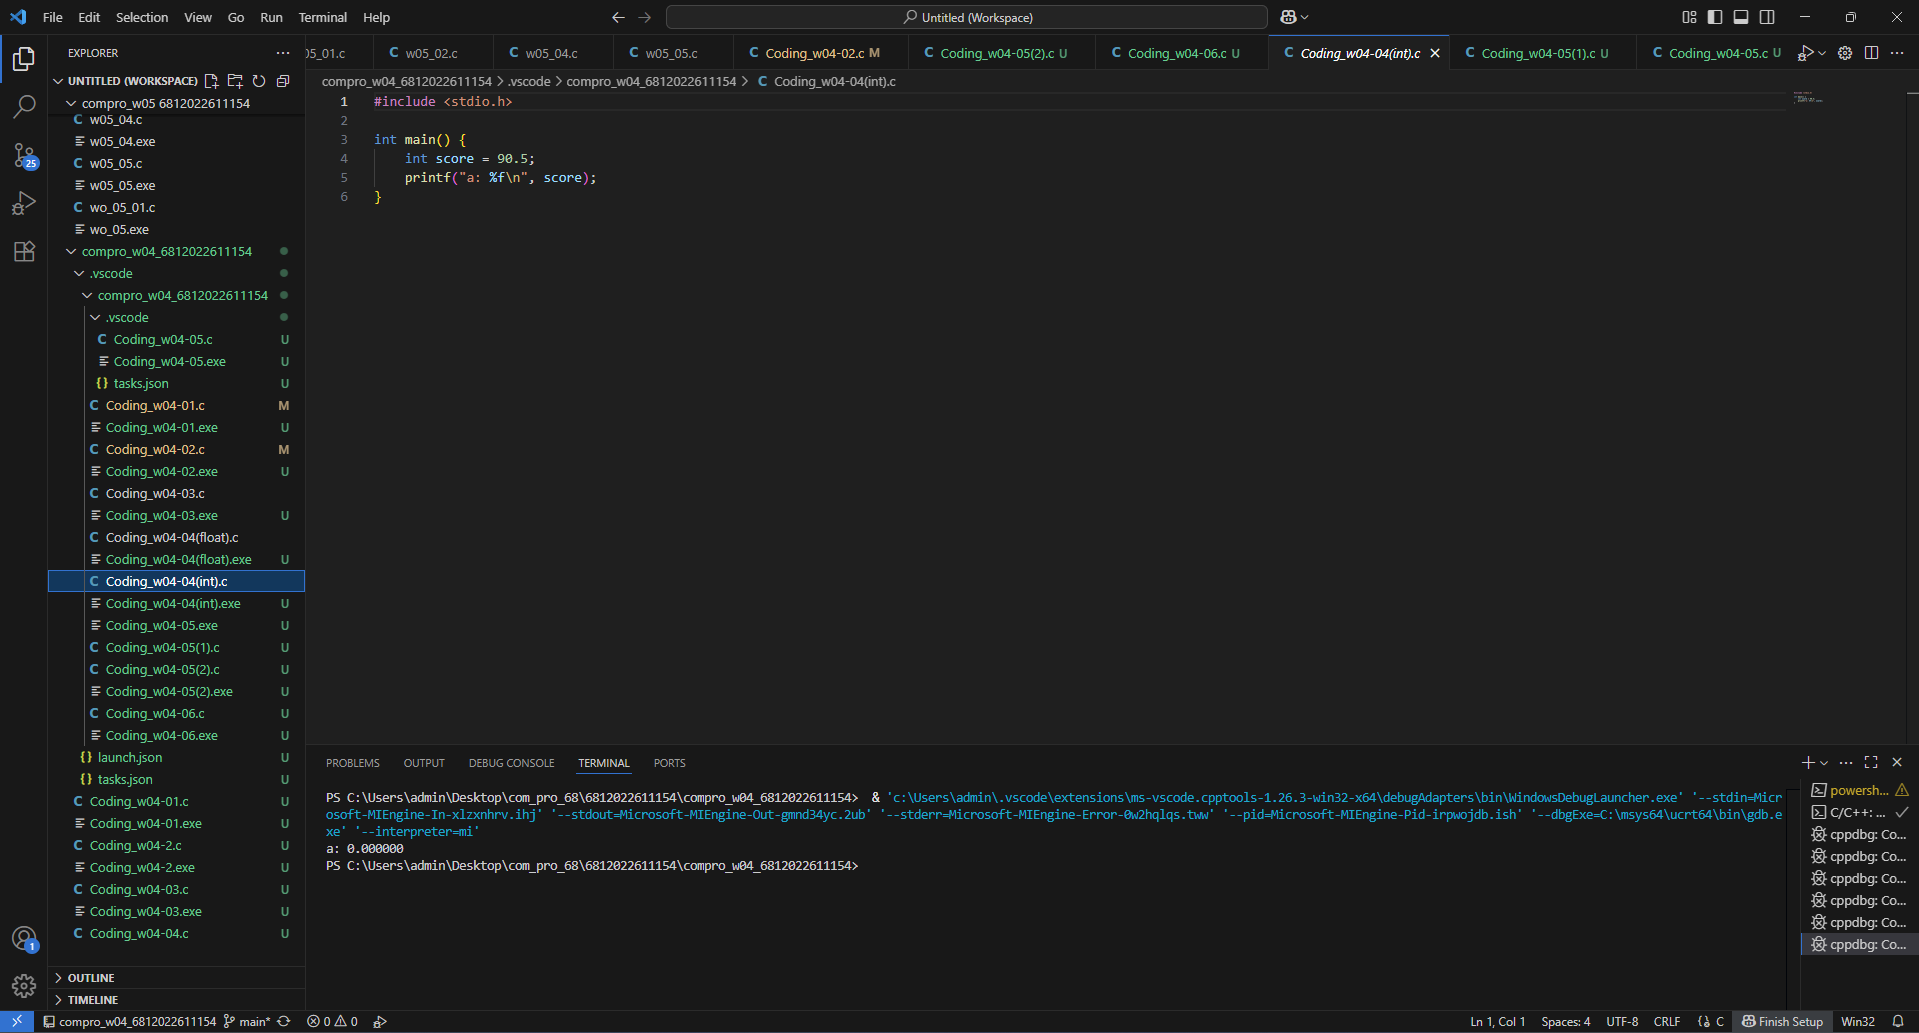 File Edit Selection View Go Run Terminal Help
Untitled (Workspace)
EXPLORER
UNTITLED (WORKSPACE)
compro_w05 6812022611154
w05_04.c
w05_04.exe
w05_05.c
w05_05.exe
wo_05_01.c
wo_05.exe
compro_w04_6812022611154
.vscode
compro_w04_6812022611154
.vscode
Coding_w04-05.c U
Coding_w04-05.exe U
tasks.json U
Coding_w04-01.c M
Coding_w04-01.exe U
Coding_w04-02.c M
Coding_w04-02.exe U
Coding_w04-03.c
Coding_w04-03.exe U
Coding_w04-04(float).c
Coding_w04-04(float).exe U
Coding_w04-04(int).c
Coding_w04-04(int).exe U
Coding_w04-05.exe U
Coding_w04-05(1).c U
Coding_w04-05(2).c U
Coding_w04-05(2).exe U
Coding_w04-06.c U
Coding_w04-06.exe U
launch.json U
tasks.json U
Coding_w04-01.c U
Coding_w04-01.exe U
Coding_w04-2.c U
Coding_w04-2.exe U
Coding_w04-03.c U
Coding_w04-03.exe U
Coding_w04-04.c U
OUTLINE
TIMELINE
25
1
05_01.c w05_02.c w05_04.c w05_05.c Coding_w04-02.c M Coding_w04-05(2).c U Coding_w04-06.c U Coding_w04-04(int).c Coding_w04-05(1).c U Coding_w04-05.c U
compro_w04_6812022611154 > .vscode > compro_w04_6812022611154 > C Coding_w04-04(int).c
1 #include <stdio.h>
2
3 int main() {
4 int score = 90.5;
5 printf("a: %f\n", score);
6 }
PROBLEMS OUTPUT DEBUG CONSOLE TERMINAL PORTS
PS C:\Users\admin\Desktop\com_pro_68\6812022611154\compro_w04_6812022611154> & 'c:\Users\admin\.vscode\extensions\ms-vscode.cpptools-1.26.3-win32-x64\debugAdapters\bin\WindowsDebugLauncher.exe' '--stdin=Micr
osoft-MIEngine-In-xlzxnhrv.ihj' '--stdout=Microsoft-MIEngine-Out-gmnd34yc.2ub' '--stderr=Microsoft-MIEngine-Error-0w2hqlqs.tww' '--pid=Microsoft-MIEngine-Pid-irpwojdb.ish' '--dbgExe=C:\msys64\ucrt64\bin\gdb.e
xe' '--interpreter=mi'
a: 0.000000
PS C:\Users\admin\Desktop\com_pro_68\6812022611154\compro_w04_6812022611154>
powersh...
C/C++: ...
cppdbg: Co...
cppdbg: Co...
cppdbg: Co...
cppdbg: Co...
cppdbg: Co...
cppdbg: Co...
compro_w04_6812022611154 main* 0 0 Ln 1, Col 1 Spaces: 4 UTF-8 CRLF {} C Finish Setup Win32